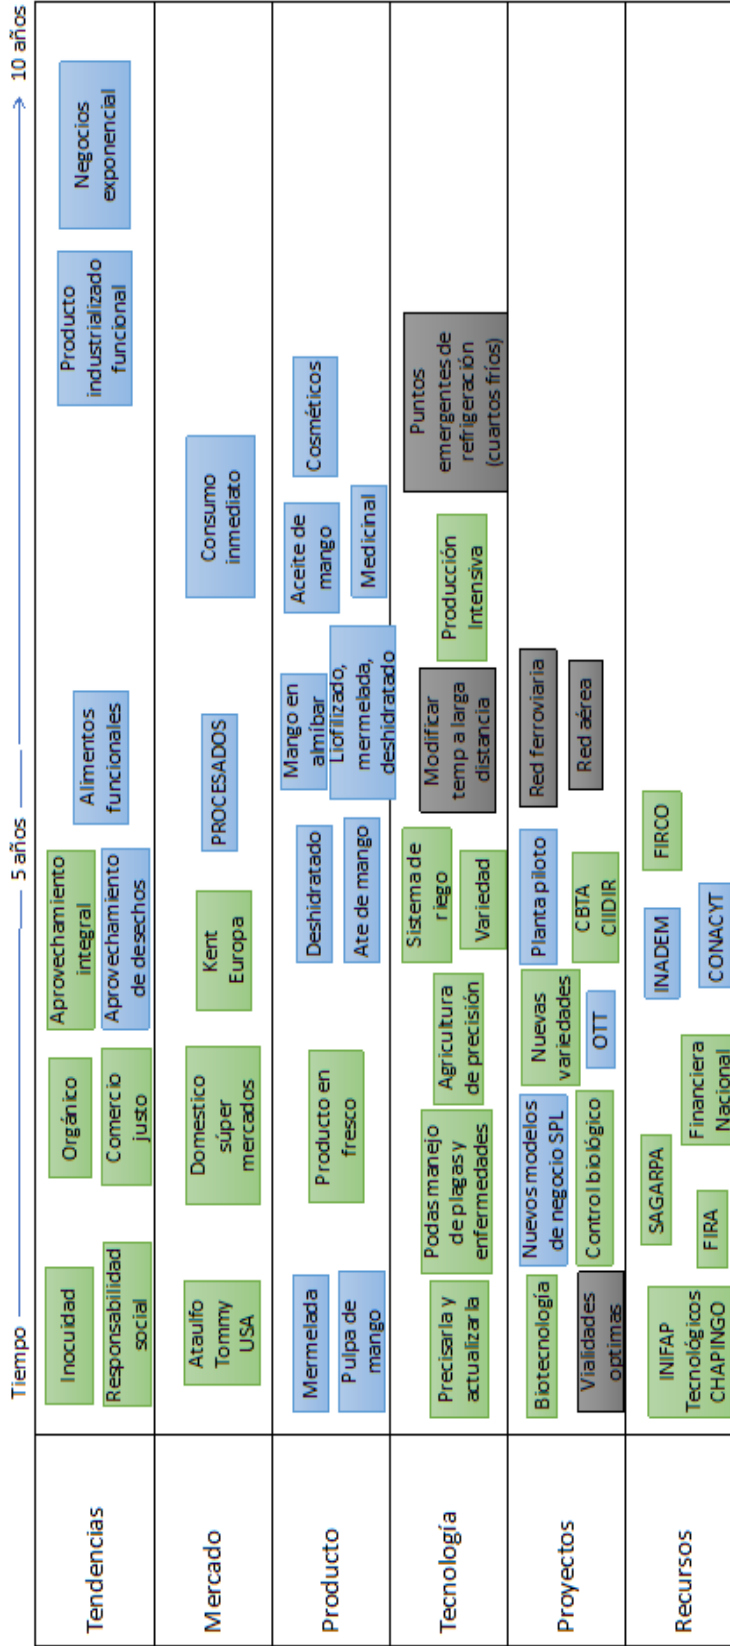 Tiempo
5 años
10 años
Tendencias
Inocuidad
Responsabilidad
social
Orgánico
Comercio
justo
Aprovechamiento
integral
Aprovechamiento
de desechos
Alimentos
funcionales
Producto
industrializado
funcional
Negocios
exponencial
Mercado
Ataulfo
Tommy
USA
Domestico
súper
mercados
Kent
Europa
PROCESADOS
Consumo
inmediato
Producto
Mermelada
Pulpa de
mango
Producto en
fresco
Deshidratado
Ate de mango
Mango en
almíbar
Liofilizado,
mermelada,
deshidratado
Aceite de
mango
Medicinal
Cosméticos
Tecnología
Precisarla y
actualizarla
Podas manejo
de plagas y
enfermedades
Agricultura
de precisión
Sistema de
riego
Variedad
Modificar
temp a larga
distancia
Producción
Intensiva
Puntos
emergentes de
refrigeración
(cuartos fríos)
Proyectos
Biotecnología
Vialidades
optimas
Nuevos modelos
de negocio SPL
Control biológico
Nuevas
variedades
OTT
Planta piloto
CBTA
CIIDIR
Red ferroviaria
Red aérea
Recursos
INIFAP
Tecnológicos
CHAPINGO
SAGARPA
FIRA
Financiera
Nacional
INADEM
CONACYT
FIRCO